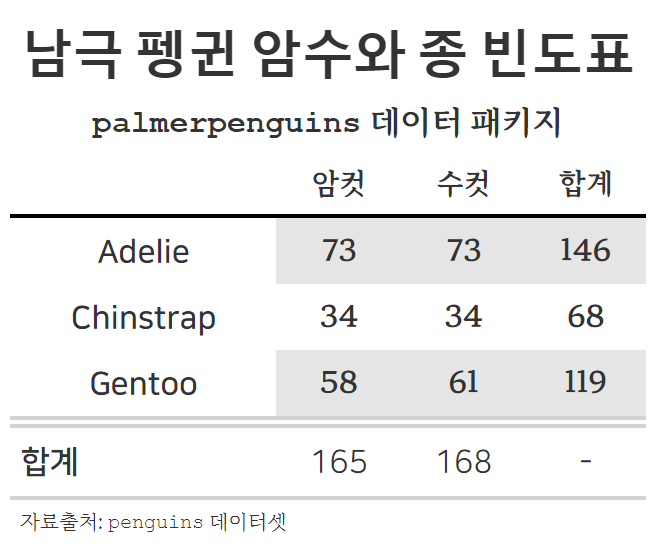 남극 펭귄 암수와 종 빈도표
palmerpenguins 데이터 패키지
암컷 수컷 합계
Adelie 73 73 146
Chinstrap 34 34 68
Gentoo 58 61 119
합계 165 168 -
자료출처: penguins 데이터셋